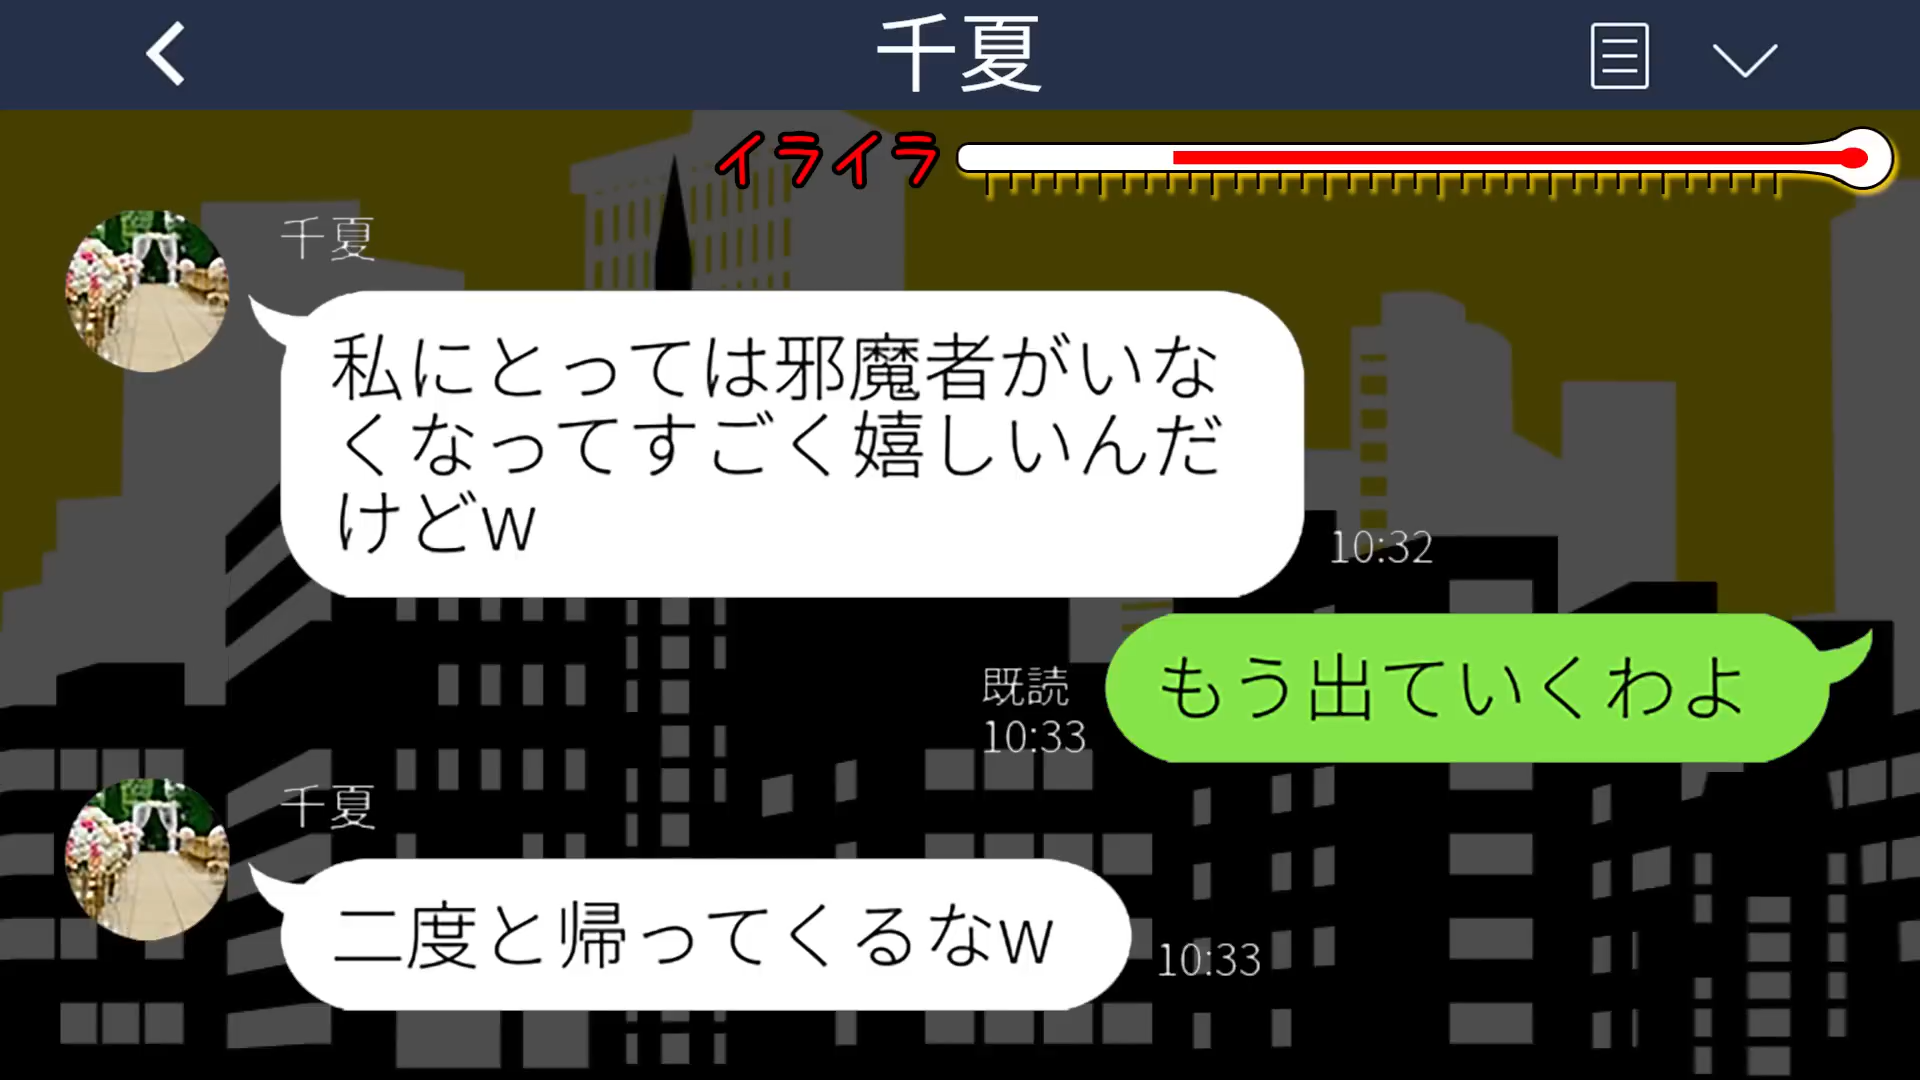 千夏
イライラ
千夏
私にとっては邪魔者がいな
くなってすごく嬉しいんだ
けどw
10:32
もう出ていくわよ
既読
10:33
千夏
二度と帰ってくるなw
10:33